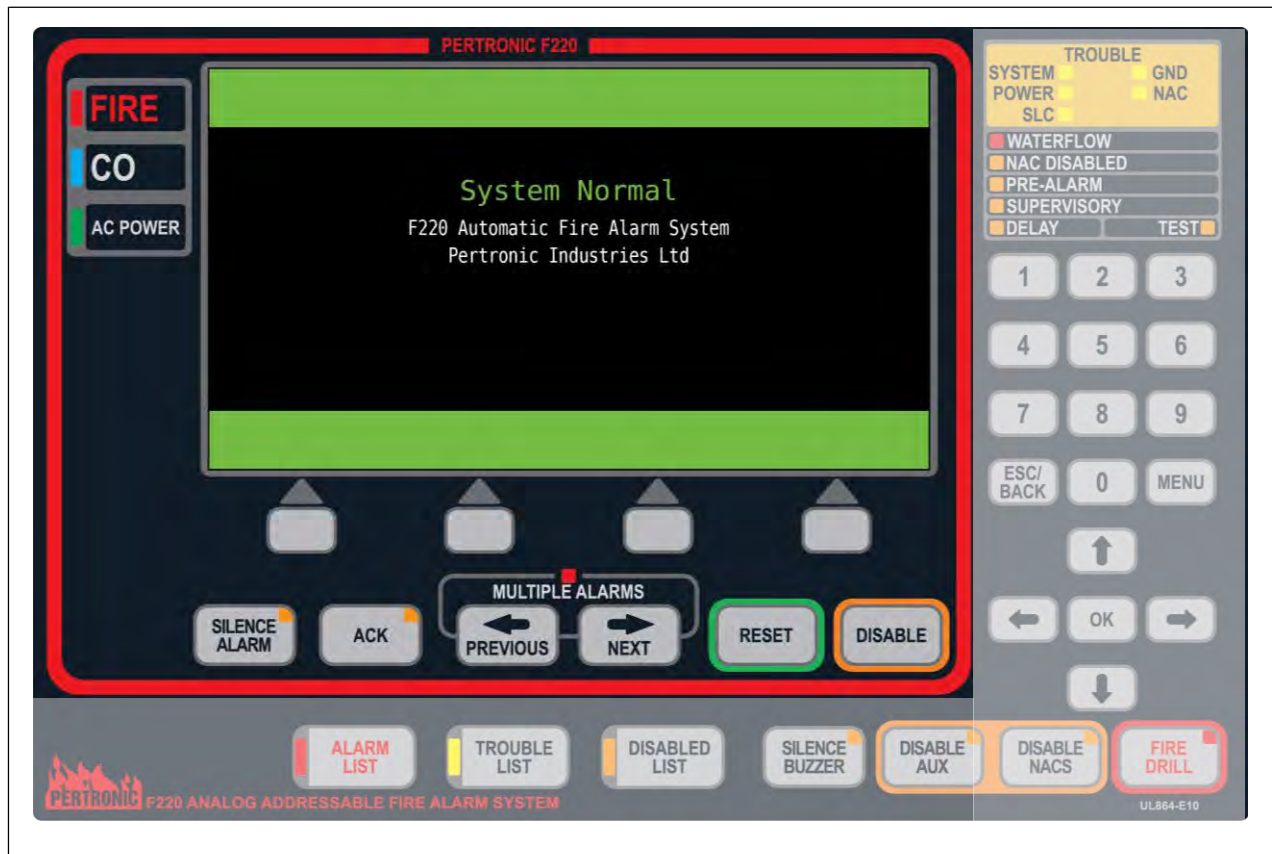 PERTRONIC F220
FIRE
CO
AC POWER
System Normal
F220 Automatic Fire Alarm System
Pertronic Industries Ltd
MULTIPLE ALARMS
SILENCE
ALARM
ACK
PREVIOUS
NEXT
RESET
DISABLE
TROUBLE
SYSTEM
GND
POWER
NAC
SLC
WATERFLOW
NAC DISABLED
PRE-ALARM
SUPERVISORY
DELAY
TEST
1 2 3
4 5 6
7 8 9
ESC/
BACK
0
MENU
OK
ALARM
LIST
TROUBLE
LIST
DISABLED
LIST
SILENCE
BUZZER
DISABLE
AUX
DISABLE
NACS
FIRE
DRILL
PERTRONIC
F220 ANALOG ADDRESSABLE FIRE ALARM SYSTEM
UL864-E10